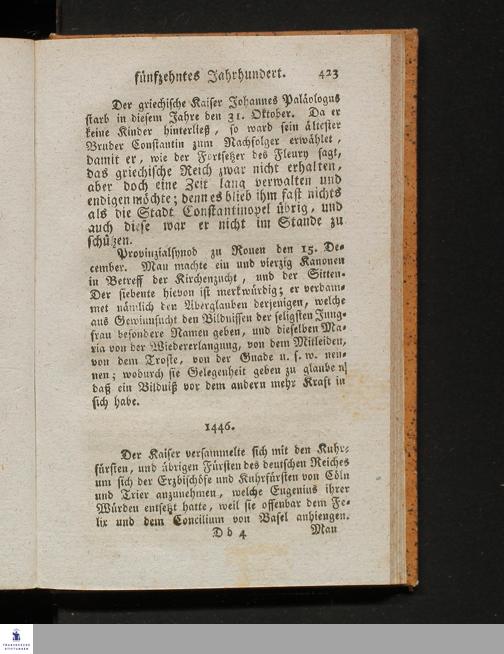 fünfzehntes Jahrhundert. 423
Der griechische Kaiser Johannes Paläologus
starb in diesem Jahre den 31. Oktober. Da er
keine Kinder hinterließ, so ward sein ältester
Bruder Constantin zum Nachfolger erwählet,
damit er, wie der Fortsetzer des Fleury sagt,
das griechische Reich zwar nicht erhalten,
aber doch eine Zeit lang verwalten und
endigen möchte; denn es blieb ihm fast nichts
als die Stadt Constantinopel übrig, und
auch diese war er nicht im Stande zu
schützen.
Provinzialsynod zu Rouen den 15. De-
cember. Mau machte ein und vierzig Kanonen
in Betreff der Kirchenzucht, und der Sitten.
Der siebente hievon ist merkwürdig; er verdam-
met nämlich den Aberglauben derjenigen, welche
aus Gewinnsucht den Bildnissen der seligsten Jung-
frau besondere Namen geben, und dieselben Ma-
ria von der Wiedererlangung, von dem Mitleiden,
von dem Troste, von der Gnade u. s. w. nen-
nen; wodurch sie Gelegenheit geben zu glauben
daß ein Bilduiß vor dem andern mehr Kraft in
sich habe.
1446.
Der Kaiser versammelte sich mit den Kuhr-
fürsten, und übrigen Fürsten des deutschen Reiches
um sich der Erzbischöfe und Kuhrfürsten von Cöln
und Trier anzunehmen, welche Eugenius ihrer
Würden entsetzt hatte, weil sie offenbar dem Fe-
lix und dem Concilium von Basel anhiengen.
D d 4 Mau
FRANCKESCHE
STIFTUNGEN